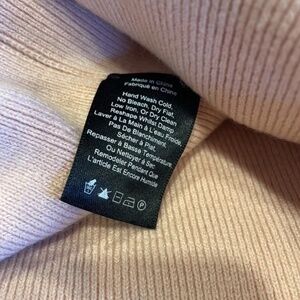 Made in China
Fabriqué en Chine
Hand Wash Cold,
No Bleach, Dry Flat,
Low Iron, Or Dry Clean
Reshape Whilst Damp
Laver à La Main à L'eau Froide,
Pas De Blanchiment,
Sécher à Plat,
Repasser à Basse Température,
Ou Nettoyer à Sec
Remodeler Pendant Que
L'article Est Encore Humide
P